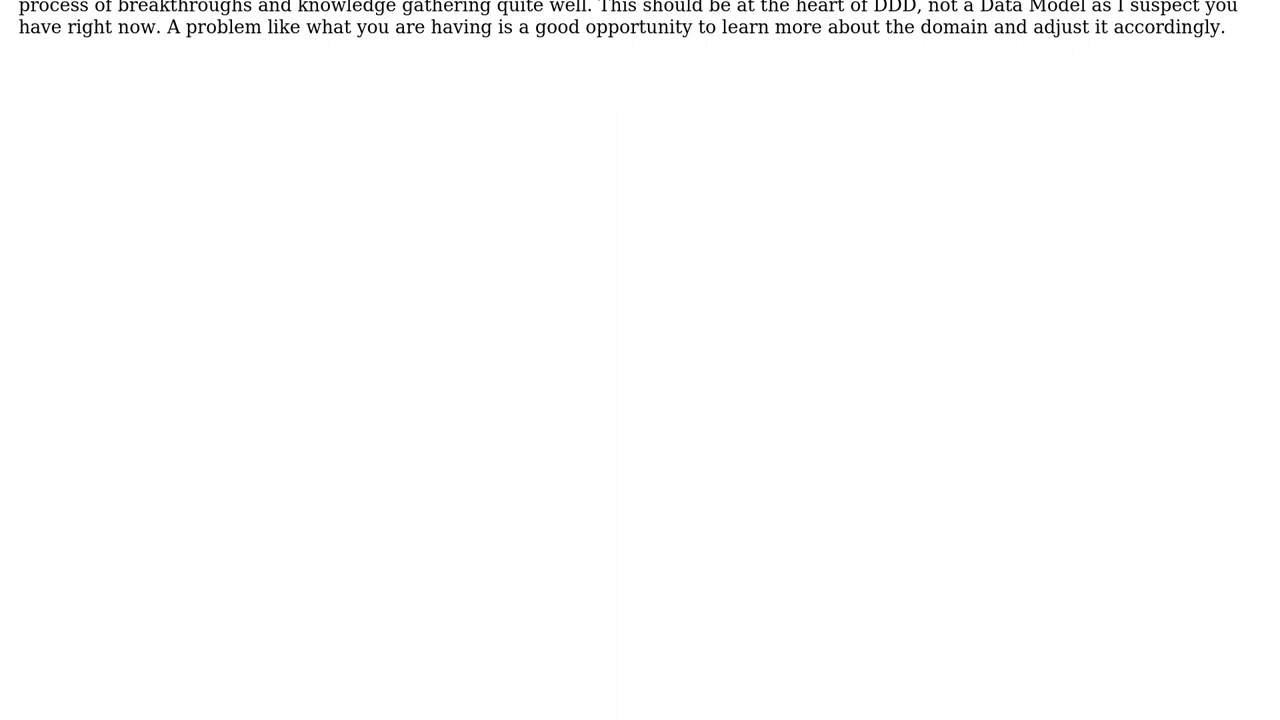 process of breakthroughs and knowledge gathering quite well. This should be at the heart of DDD, not a Data Model as I suspect you
have right now. A problem like what you are having is a good opportunity to learn more about the domain and adjust it accordingly.